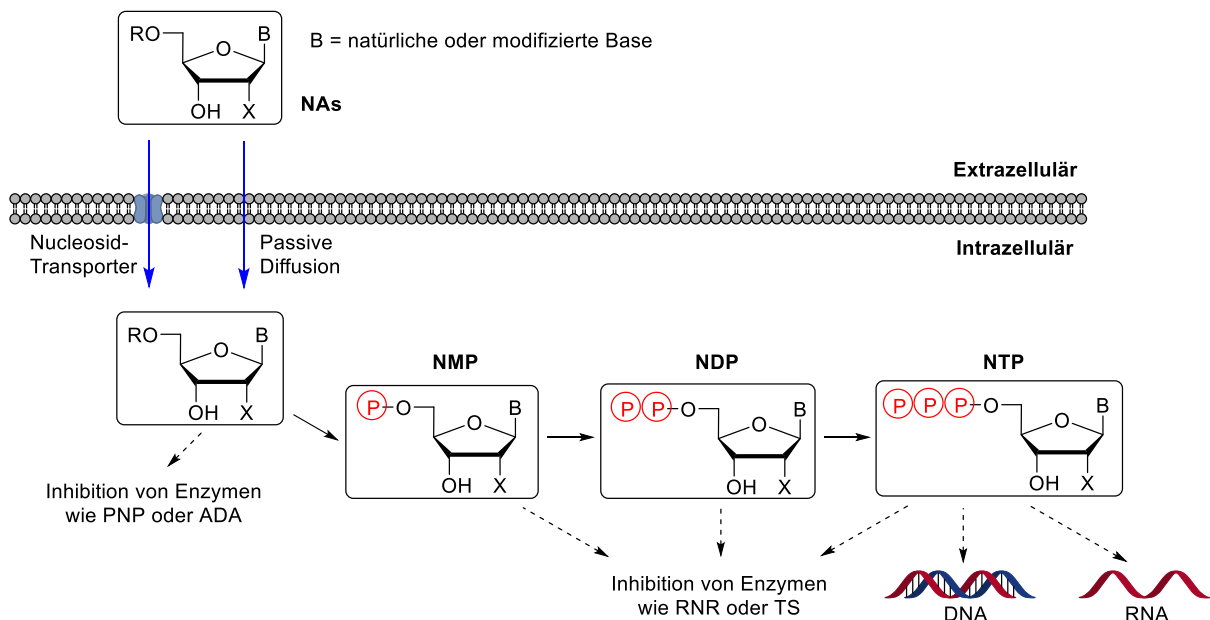 RO
B
O
OH
X
B = natürliche oder modifizierte Base
NAs
Extrazellulär
Intrazellulär
Nucleosid-
Transporter
Passive
Diffusion
RO
B
O
OH
X
NMP
P
O
B
O
OH
X
NDP
P P
O
B
O
OH
X
NTP
P P P
O
B
O
OH
X
Inhibition von Enzymen
wie PNP oder ADA
Inhibition von Enzymen
wie RNR oder TS
DNA
RNA